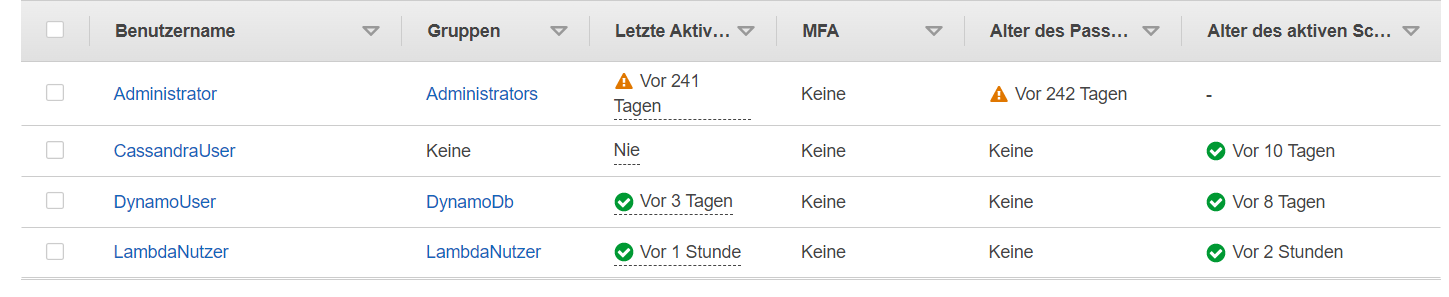 Benutzername Gruppen Letzte Aktiv... MFA Alter des Pass... Alter des aktiven Sc...
Administrator Administrators Vor 241 Tagen Keine Vor 242 Tagen -
CassandraUser Keine Nie Keine Keine Vor 10 Tagen
DynamoUser DynamoDb Vor 3 Tagen Keine Keine Vor 8 Tagen
LambdaNutzer LambdaNutzer Vor 1 Stunde Keine Keine Vor 2 Stunden